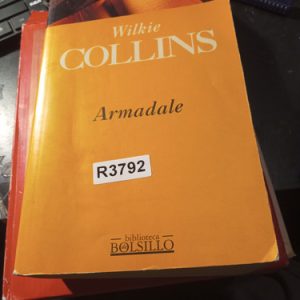 Wilkie
COLLINS
Armadale
R3792
biblioteca
BOLSILLO